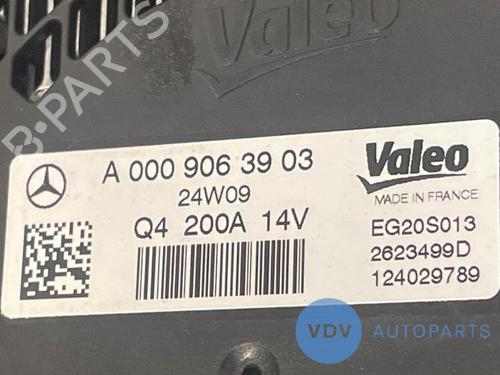 Valeo
B-PARTS
A 000 906 39 03
24W09
Q4 200A 14V
Valeo
MADE IN FRANCE
EG20S013
2623499D
124029789
VDV AUTOPARTS